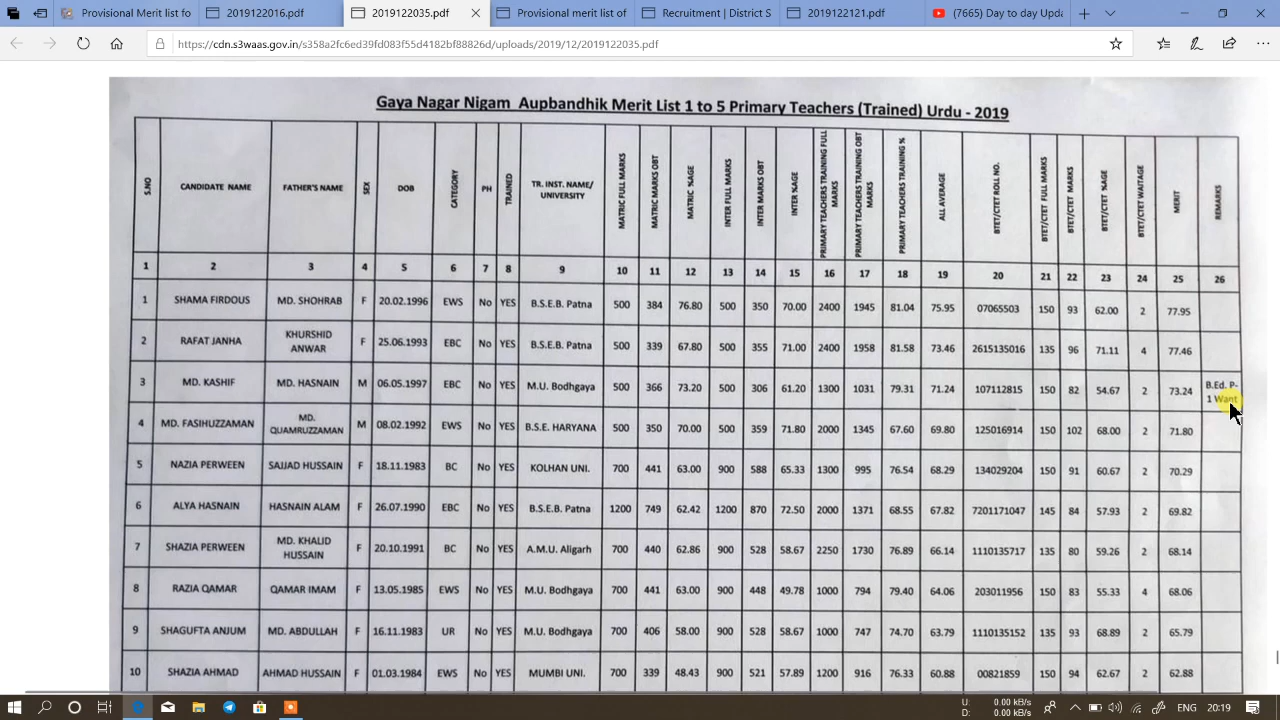 Provisional Merit list fo
2019122016.pdf
2019122035.pdf
Provisional merit list of
Recruitment | District S
2019122121.pdf
(7665) Day to day Upda
https://cdn.s3waas.gov.in/s358a2fc6ed39fd083f55d4182bf88826d/uploads/2019/12/2019122035.pdf
Gaya Nagar Nigam Aupbandhik Merit List 1 to 5 Primary Teachers (Trained) Urdu - 2019
S.NO CANDIDATE NAME FATHER'S NAME SEX DOB CATEGORY PH TRAINED TR. INST. NAME/ UNIVERSITY MATRIC FULL MARKS MATRIC MARKS OBT MATRIC %AGE INTER FULL MARKS INTER MARKS OBT INTER %AGE PRIMARY TEACHERS TRAINING FULL MARKS PRIMARY TEACHERS TRAINING OBT MARKS PRIMARY TEACHERS TRAINING % ALL AVERAGE BTET/CTET ROLL NO. BTET/CTET FULL MARKS BTET/CTET MARKS BTET/CTET %AGE BTET/CTET WAITAGE MERIT REMARKS
1 2 3 4 5 6 7 8 9 10 11 12 13 14 15 16 17 18 19 20 21 22 23 24 25 26
1 SHAMA FIRDOUS MD. SHOHRAB F 20.02.1996 EWS No YES B.S.E.B. Patna 500 384 76.80 500 350 70.00 2400 1945 81.04 75.95 07065503 150 93 62.00 2 77.95
2 RAFAT JANHA KHURSHID ANWAR F 25.06.1993 EBC No YES B.S.E.B. Patna 500 339 67.80 500 355 71.00 2400 1958 81.58 73.46 2615135016 135 96 71.11 4 77.46
3 MD. KASHIF MD. HASNAIN M 06.05.1997 EBC No YES M.U. Bodhgaya 500 366 73.20 500 306 61.20 1300 1031 79.31 71.24 107112815 150 82 54.67 2 73.24 B.Ed. P-1 Want
4 MD. FASIHUZZAMAN MD. QUAMRUZZAMAN M 08.02.1992 EWS No YES B.S.E. HARYANA 500 350 70.00 500 359 71.80 2000 1345 67.60 69.80 125016914 150 102 68.00 2 71.80
5 NAZIA PERWEEN SAJJAD HUSSAIN F 18.11.1983 BC No YES KOLHAN UNI. 700 441 63.00 900 588 65.33 1300 995 76.54 68.29 134029204 150 91 60.67 2 70.29
6 ALYA HASNAIN HASNAIN ALAM F 26.07.1990 EBC No YES B.S.E.B. Patna 1200 749 62.42 1200 870 72.50 2000 1371 68.55 67.82 7201171047 145 84 57.93 2 69.82
7 SHAZIA PERWEEN MD. KHALID HUSSAIN F 20.10.1991 BC No YES A.M.U. Aligarh 700 440 62.86 900 528 58.67 2250 1730 76.89 66.14 1110135717 135 80 59.26 2 68.14
8 RAZIA QAMAR QAMAR IMAM F 13.05.1985 EWS No YES M.U. Bodhgaya 700 441 63.00 900 448 49.78 1000 794 79.40 64.06 203011956 150 83 55.33 4 68.06
9 SHAGUFTA ANJUM MD. ABDULLAH F 16.11.1983 UR No YES M.U. Bodhgaya 700 406 58.00 900 528 58.67 1000 747 74.70 63.79 1110135152 135 93 68.89 2 65.79
10 SHAZIA AHMAD AHMAD HUSSAIN F 01.03.1984 EWS No YES MUMBI UNI. 700 339 48.43 900 521 57.89 1200 916 76.33 60.88 00821859 150 94 62.67 2 62.88
U: 0.00 kB/s
D: 0.00 kB/s
ENG 20:19